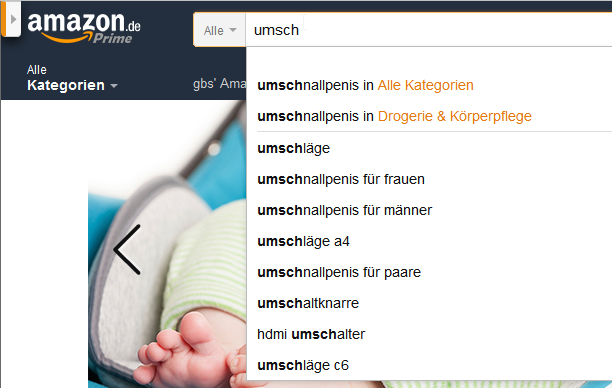 amazon.de
Prime
Alle
umsch
Alle
Kategorien
gbs' Ama
umschnallpenis in Alle Kategorien
umschnallpenis in Drogerie & Körperpflege
umschläge
umschnallpenis für frauen
umschnallpenis für männer
umschläge a4
umschnallpenis für paare
umschaltknarre
hdmi umschalter
umschläge c6